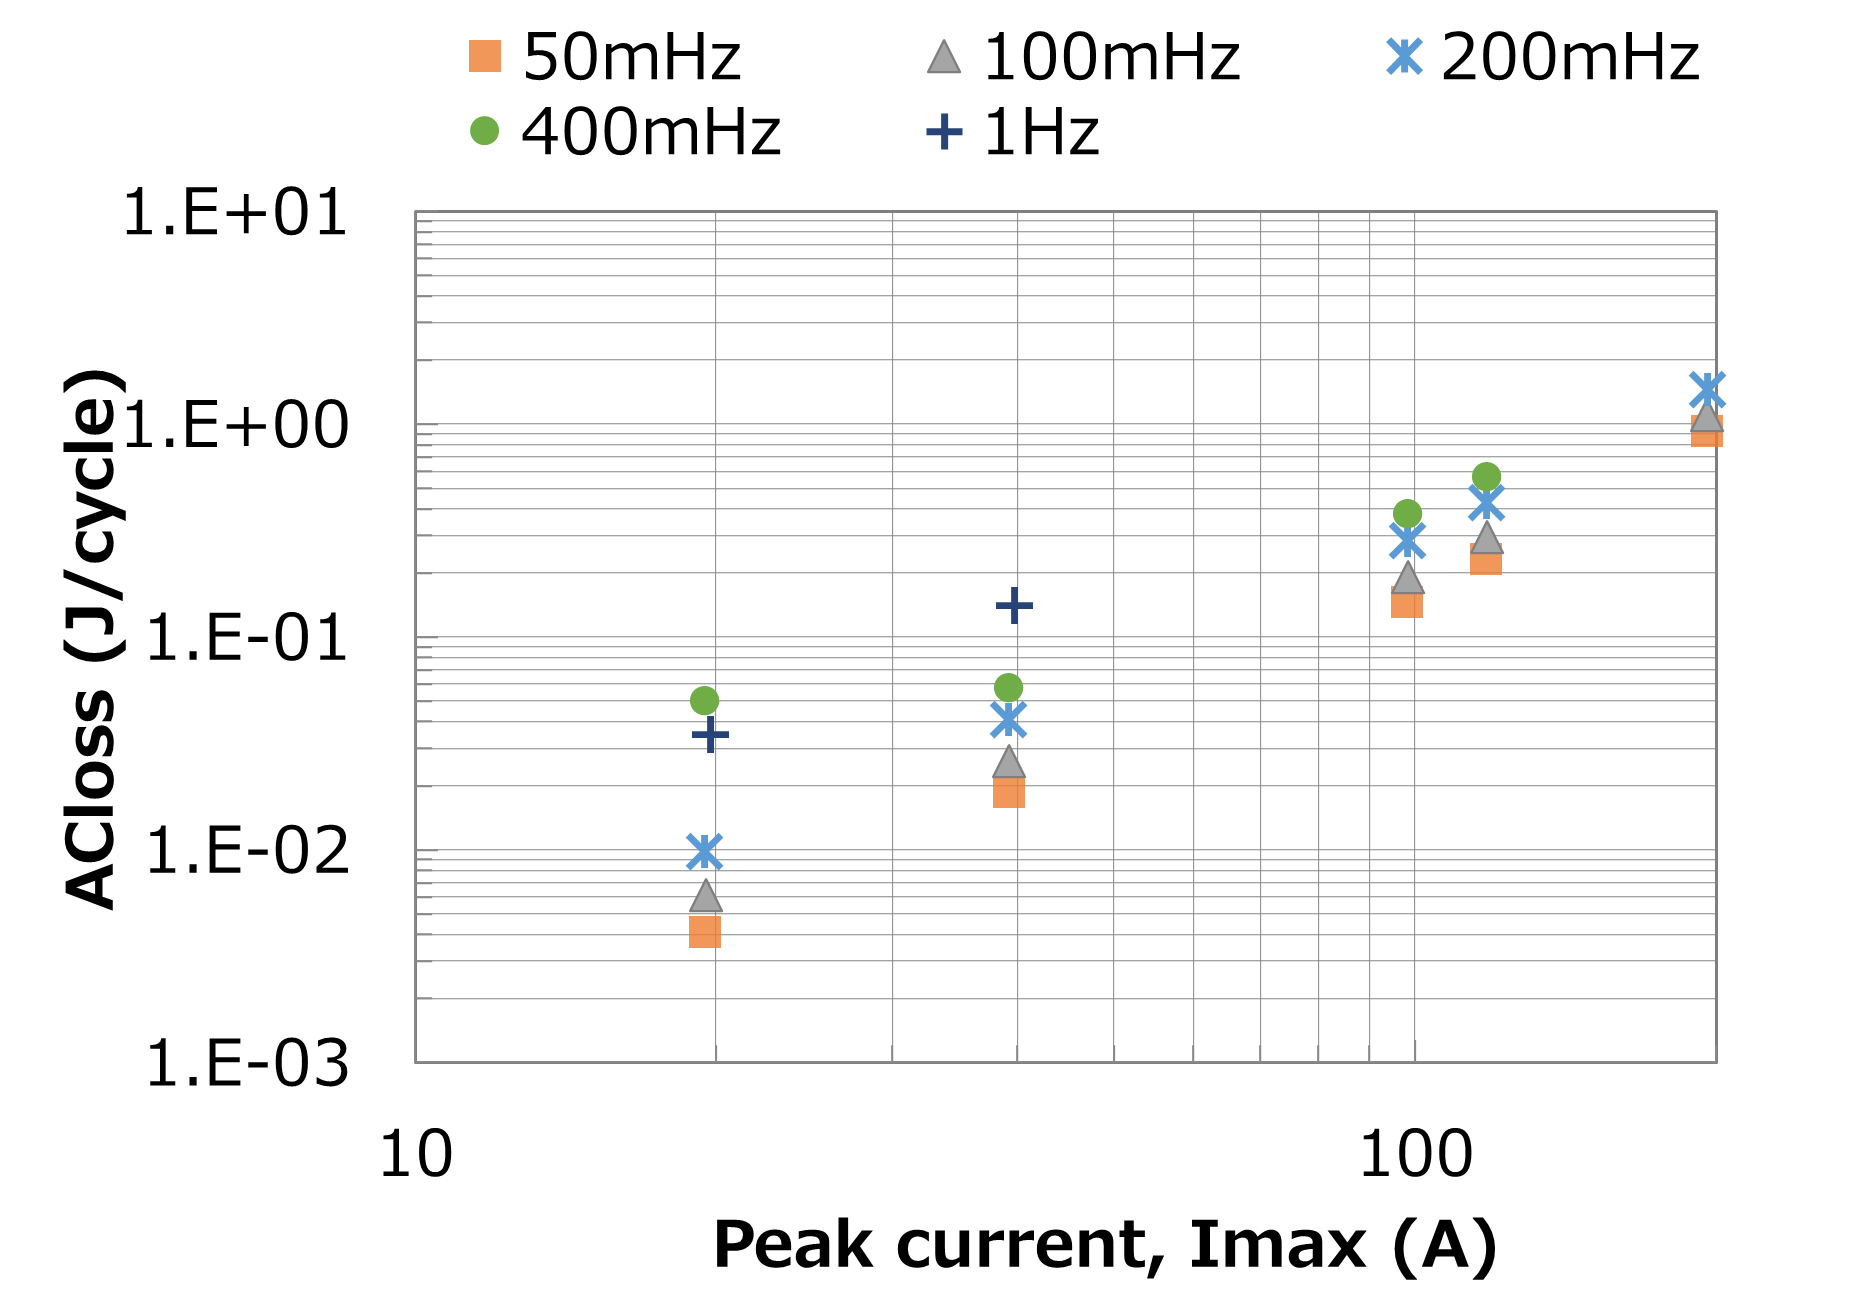 50mHz 100mHz 200mHz
400mHz 1Hz
1.E+01
1.E+00
1.E-01
1.E-02
1.E-03
ACloss (J/cycle)
10 100
Peak current, Imax (A)